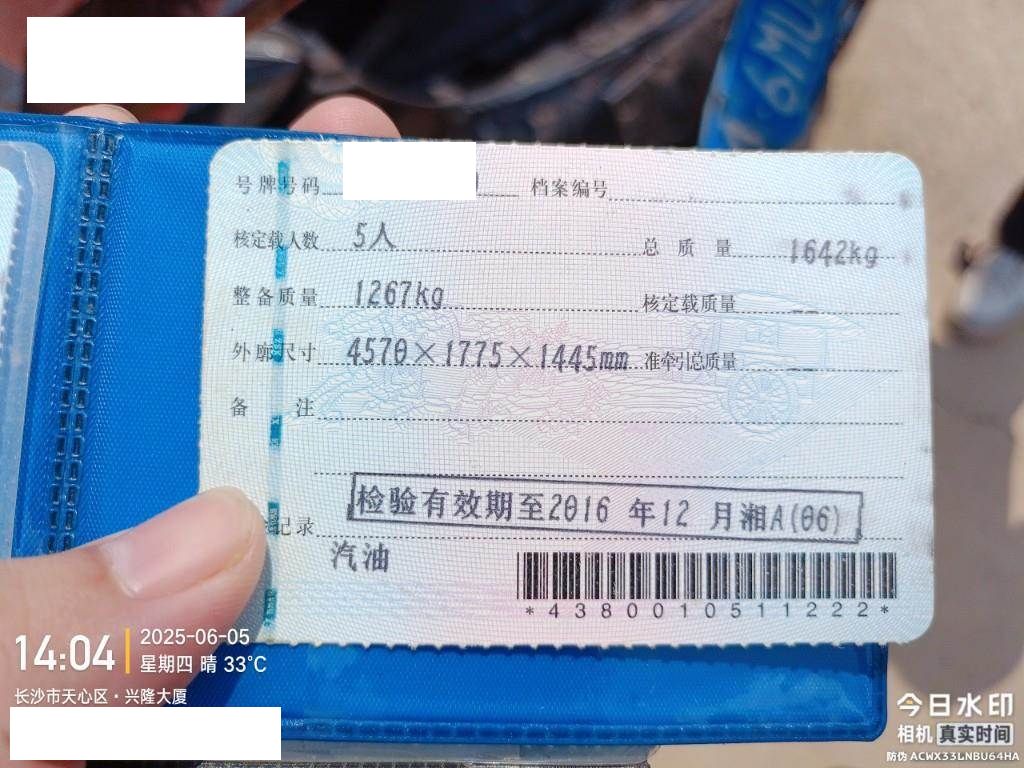 6MU
号牌号码 档案编号
核定载人数 5人 总质量 1642kg
整备质量 1267kg 核定载质量 --
外廓尺寸 4570×1775×1445mm 准牵引总质量 --
备注
检验有效期至2016 年12 月湘A(06)
记录
汽油
*4380010511222*
14:04
2025-06-05
星期四 晴 33℃
长沙市天心区·兴隆大厦
今日水印
相机 真实时间
防伪 ACWX33LNBU64HA